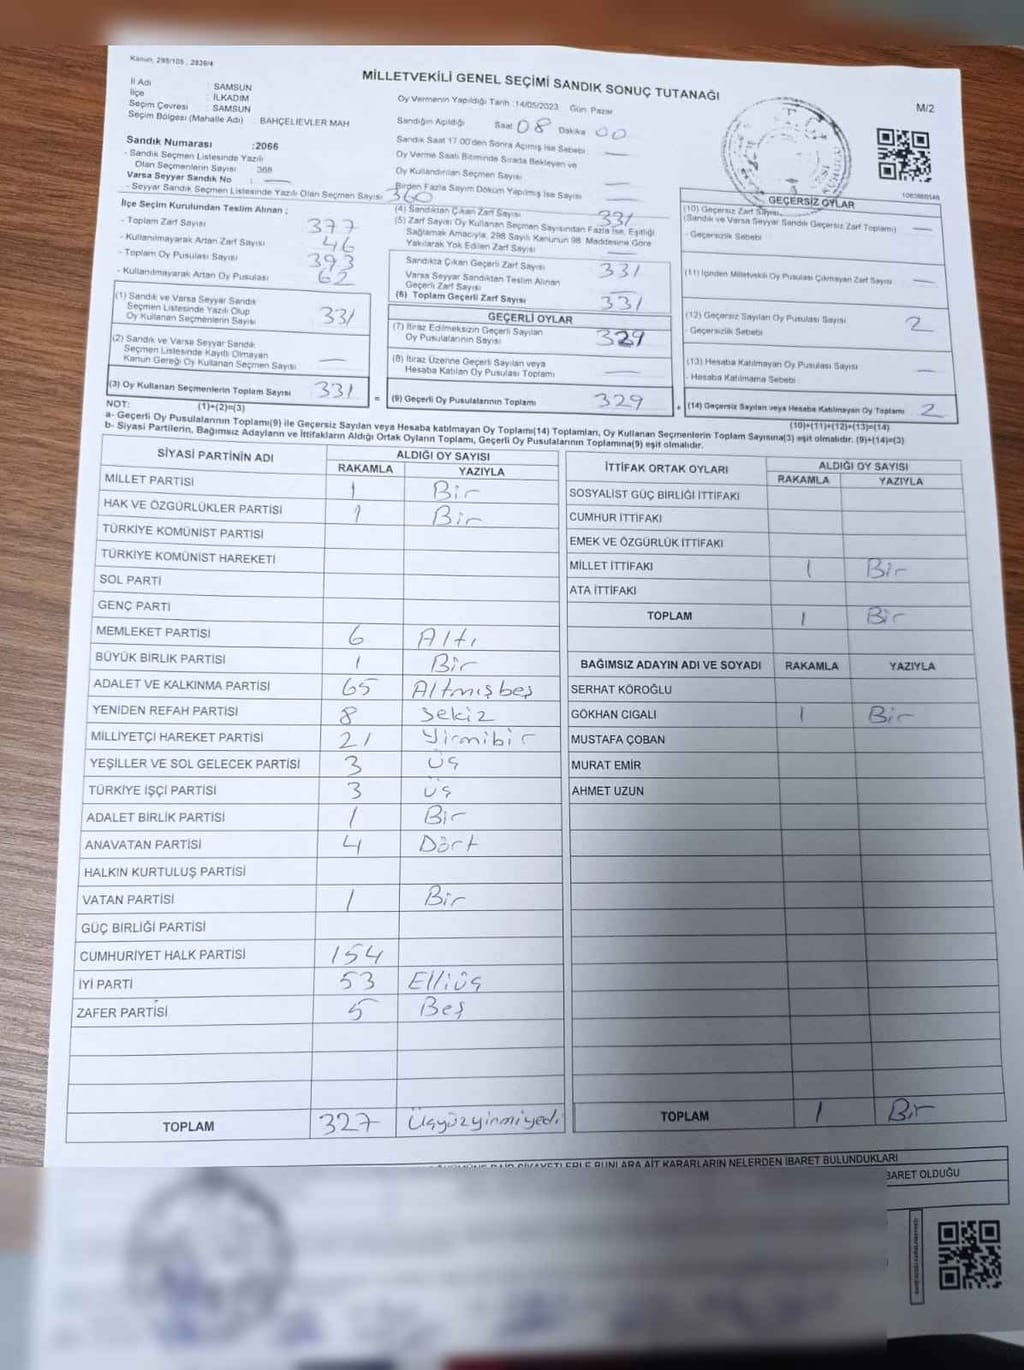 Kanun: 298/105, 2839/4
MİLLETVEKİLİ GENEL SEÇİMİ SANDIK SONUÇ TUTANAĞI
M/2
İl Adı : SAMSUN
İlçe : İLKADIM
Seçim Çevresi : SAMSUN
Seçim Bölgesi (Mahalle Adı) : BAHÇELİEVLER MAH
Sandık Numarası :2066
- Sandık Seçmen Listesinde Yazılı
Olan Seçmenlerin Sayısı : 368
Varsa Seyyar Sandık No : —
- Seyyar Sandık Seçmen Listesinde Yazılı Olan Seçmen Sayısı : 360
Oy Vermenin Yapıldığı Tarih :14/05/2023 Gün: Pazar
Sandığın Açıldığı Saat 08 Dakika 00
Sandık Saat 17.00'den Sonra Açılmış İse Sebebi : —
Oy Verme Saati Bitiminde Sırada Bekleyen ve
Oy Kullandırılan Seçmen Sayısı —
Birden Fazla Sayım Döküm Yapılmış İse Sayısı —
1083868548
İlçe Seçim Kurulundan Teslim Alınan ;
- Toplam Zarf Sayısı 377
- Kullanılmayarak Artan Zarf Sayısı 46
- Toplam Oy Pusulası Sayısı 393
- Kullanılmayarak Artan Oy Pusulası 62
(1) Sandık ve Varsa Seyyar Sandık
Seçmen Listesinde Yazılı Olup
Oy Kullanan Seçmenlerin Sayısı 331
(2) Sandık ve Varsa Seyyar Sandık
Seçmen Listesinde Kayıtlı Olmayan
Kanun Gereği Oy Kullanan Seçmen Sayısı —
(3) Oy Kullanan Seçmenlerin Toplam Sayısı 331 =
(4) Sandıktan Çıkan Zarf Sayısı 331
(5) Zarf Sayısı Oy Kullanan Seçmen Sayısından Fazla İse, Eşitliği
Sağlamak Amacıyla, 298 Sayılı Kanunun 98. Maddesine Göre
Yakılarak Yok Edilen Zarf Sayısı —
Sandıkta Çıkan Geçerli Zarf Sayısı 331
Varsa Seyyar Sandıktan Teslim Alınan
Geçerli Zarf Sayısı
(6) Toplam Geçerli Zarf Sayısı 331
GEÇERLİ OYLAR
(7) İtiraz Edilmeksizin Geçerli Sayılan
Oy Pusulalarının Sayısı 329
(8) İtiraz Üzerine Geçerli Sayılan veya
Hesaba Katılan Oy Pusulası Toplamı —
(9) Geçerli Oy Pusulalarının Toplamı 329 +
GEÇERSİZ OYLAR
(10) Geçersiz Zarf Sayısı
(Sandık ve Varsa Seyyar Sandık Geçersiz Zarf Toplamı) —
- Geçersizlik Sebebi
(11) İçinden Milletvekili Oy Pusulası Çıkmayan Zarf Sayısı —
(12) Geçersiz Sayılan Oy Pusulası Sayısı 2
- Geçersizlik Sebebi
(13) Hesaba Katılmayan Oy Pusulası Sayısı —
- Hesaba Katılmama Sebebi
(14) Geçersiz Sayılan veya Hesaba Katılmayan Oy Toplamı 2
NOT: (1)+(2)=(3) (10)+(11)+(12)+(13)=(14)
a- Geçerli Oy Pusulalarının Toplamı(9) ile Geçersiz Sayılan veya Hesaba katılmayan Oy Toplamı(14) Toplamları, Oy Kullanan Seçmenlerin Toplam Sayısına(3) eşit olmalıdır. (9)+(14)=(3)
b- Siyasi Partilerin, Bağımsız Adayların ve İttifakların Aldığı Ortak Oyların Toplamı, Geçerli Oy Pusulalarının Toplamına(9) eşit olmalıdır.
SİYASİ PARTİNİN ADI ALDIĞI OY SAYISI
RAKAMLA YAZIYLA
MİLLET PARTİSİ 1 Bir
HAK VE ÖZGÜRLÜKLER PARTİSİ 1 Bir
TÜRKİYE KOMÜNİST PARTİSİ
TÜRKİYE KOMÜNİST HAREKETİ
SOL PARTİ
GENÇ PARTİ
MEMLEKET PARTİSİ 6 Altı
BÜYÜK BİRLİK PARTİSİ 1 Bir
ADALET VE KALKINMA PARTİSİ 65 Altmışbeş
YENİDEN REFAH PARTİSİ 8 Sekiz
MİLLİYETÇİ HAREKET PARTİSİ 21 Yirmibir
YEŞİLLER VE SOL GELECEK PARTİSİ 3 Üç
TÜRKİYE İŞÇİ PARTİSİ 3 Üç
ADALET BİRLİK PARTİSİ 1 Bir
ANAVATAN PARTİSİ 4 Dört
HALKIN KURTULUŞ PARTİSİ
VATAN PARTİSİ 1 Bir
GÜÇ BİRLİĞİ PARTİSİ
CUMHURİYET HALK PARTİSİ 154
İYİ PARTİ 53 Elliüç
ZAFER PARTİSİ 5 Beş
TOPLAM 327 Üçyüzyirmiyedi
İTTİFAK ORTAK OYLARI ALDIĞI OY SAYISI
RAKAMLA YAZIYLA
SOSYALİST GÜÇ BİRLİĞİ İTTİFAKI
CUMHUR İTTİFAKI
EMEK VE ÖZGÜRLÜK İTTİFAKI
MİLLET İTTİFAKI 1 Bir
ATA İTTİFAKI
TOPLAM 1 Bir
BAĞIMSIZ ADAYIN ADI VE SOYADI RAKAMLA YAZIYLA
SERHAT KÖROĞLU
GÖKHAN CIGALI 1 Bir
MUSTAFA ÇOBAN
MURAT EMİR
AHMET UZUN
TOPLAM 1 Bir
ŞİKAYETLERLE BUNLARA AİT KARARLARIN NELERDEN İBARET BULUNDUKLARI
İBARET OLDUĞU